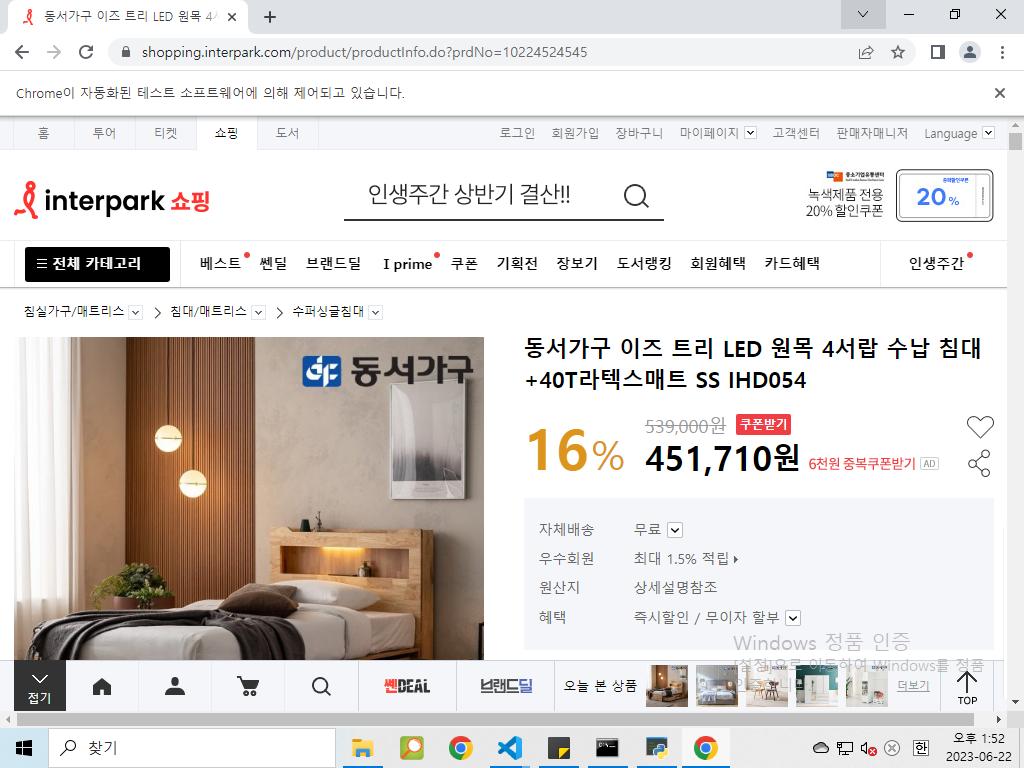 동서가구 이즈 트리 LED 원목 4
shopping.interpark.com/product/productInfo.do?prdNo=10224524545
Chrome이 자동화된 테스트 소프트웨어에 의해 제어되고 있습니다.
홈 투어 티켓 쇼핑 도서 로그인 회원가입 장바구니 마이페이지 고객센터 판매자매니저 Language
interpark 쇼핑
인생주간 상반기 결산!!
중소기업유통센터
녹색제품 전용
20% 할인쿠폰
중복할인쿠폰
20%
전체 카테고리 베스트 쎈딜 브랜드딜 I prime 쿠폰 기획전 장보기 도서랭킹 회원혜택 카드혜택 인생주간
침실가구/매트리스 침대/매트리스 수퍼싱글침대
동서가구
동서가구 이즈 트리 LED 원목 4서랍 수납 침대
+40T라텍스매트 SS IHD054
16%
539,000원 쿠폰받기
451,710원 6천원 중복쿠폰받기 AD
자체배송 무료
우수회원 최대 1.5% 적립
원산지 상세설명참조
혜택 즉시할인 / 무이자 할부
Windows 정품 인증
[설정]으로 이동하여 Windows를 정품
접기 쎈DEAL 브랜드딜 오늘 본 상품 더보기 TOP
찾기
한
오후 1:52
2023-06-22